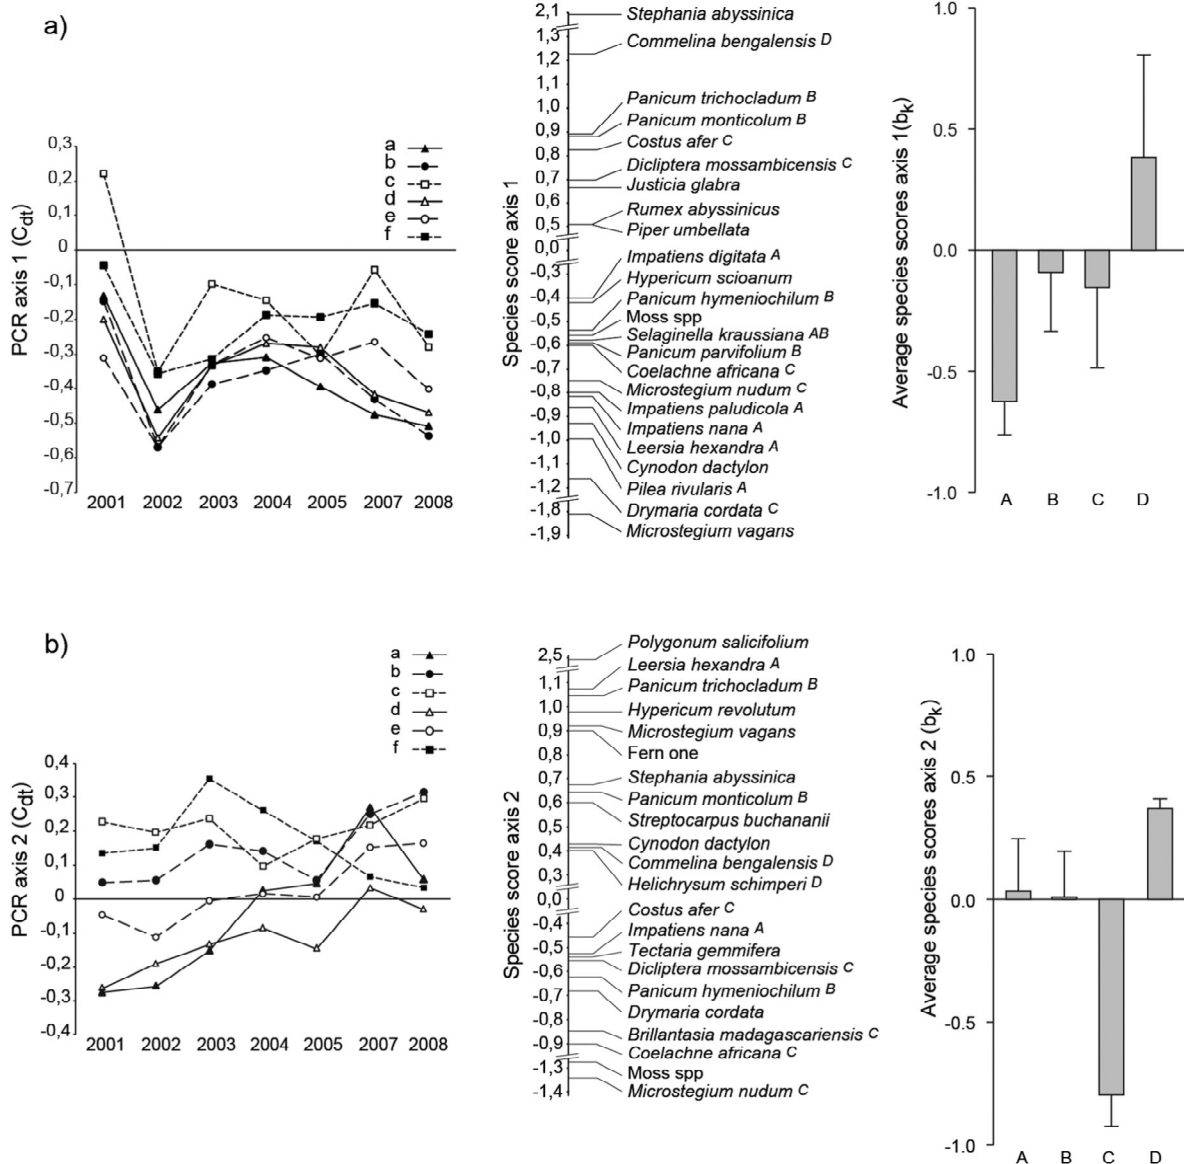 a)
PCR axis 1 (Cdt)
0,3
0,2
0,1
0
-0,1
-0,2
-0,3
-0,4
-0,5
-0,6
-0,7
2001 2002 2003 2004 2005 2007 2008
a
b
c
d
e
f
Species score axis 1
2,1
1,3
1,2
1,1
1,0
0,9
0,8
0,7
0,6
0,5
0,0
-0,3
-0,4
-0,5
-0,6
-0,7
-0,8
-0,9
-1,0
-1,1
-1,2
-1,8
-1,9
Stephania abyssinica
Commelina bengalensis D
Panicum trichocladum B
Panicum monticolum B
Costus afer C
Dicliptera mossambicensis C
Justicia glabra
Rumex abyssinicus
Piper umbellata
Impatiens digitata A
Hypericum scioanum
Panicum hymeniochilum B
Moss spp
Selaginella kraussiana AB
Panicum parvifolium B
Coelachne africana C
Microstegium nudum C
Impatiens paludicola A
Impatiens nana A
Leersia hexandra A
Cynodon dactylon
Pilea rivularis A
Drymaria cordata C
Microstegium vagans
Average species scores axis 1(bk)
1.0
0.5
0.0
-0.5
-1.0
A B C D
b)
PCR axis 2 (Cdt)
0,4
0,3
0,2
0,1
0
-0,1
-0,2
-0,3
-0,4
2001 2002 2003 2004 2005 2007 2008
a
b
c
d
e
f
Species score axis 2
2,5
1,1
1,0
0,9
0,8
0,7
0,6
0,5
0,4
0,3
0,0
-0,4
-0,5
-0,6
-0,7
-0,8
-0,9
-1,3
-1,4
Polygonum salicifolium
Leersia hexandra A
Panicum trichocladum B
Hypericum revolutum
Microstegium vagans
Fern one
Stephania abyssinica
Panicum monticolum B
Streptocarpus buchananii
Cynodon dactylon
Commelina bengalensis D
Helichrysum schimperi D
Costus afer C
Impatiens nana A
Tectaria gemmifera
Dicliptera mossambicensis C
Panicum hymeniochilum B
Drymaria cordata
Brillantasia madagascariensis C
Coelachne africana C
Moss spp
Microstegium nudum C
Average species scores axis 2 (bk)
1.0
0.5
0.0
-0.5
-1.0
A B C D